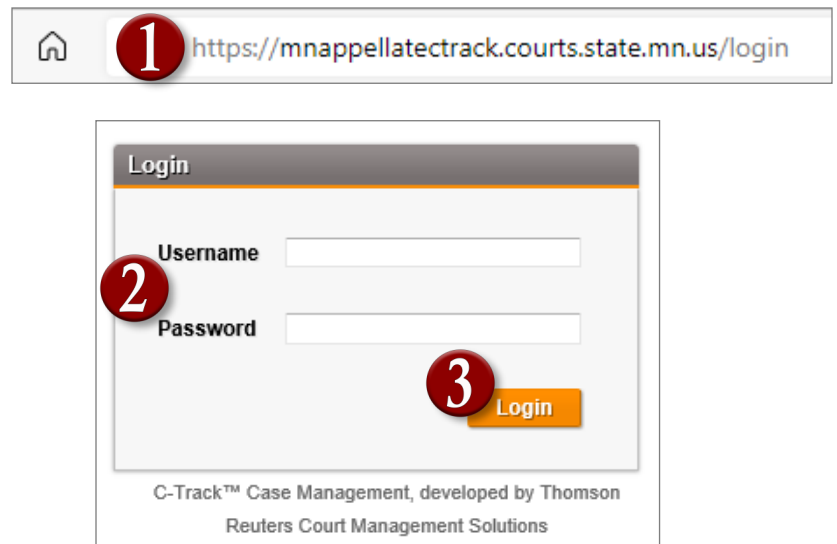 1 https://mnappellatectrack.courts.state.mn.us/login
Login
Username
2
Password
3 Login
C-Track™ Case Management, developed by Thomson
Reuters Court Management Solutions